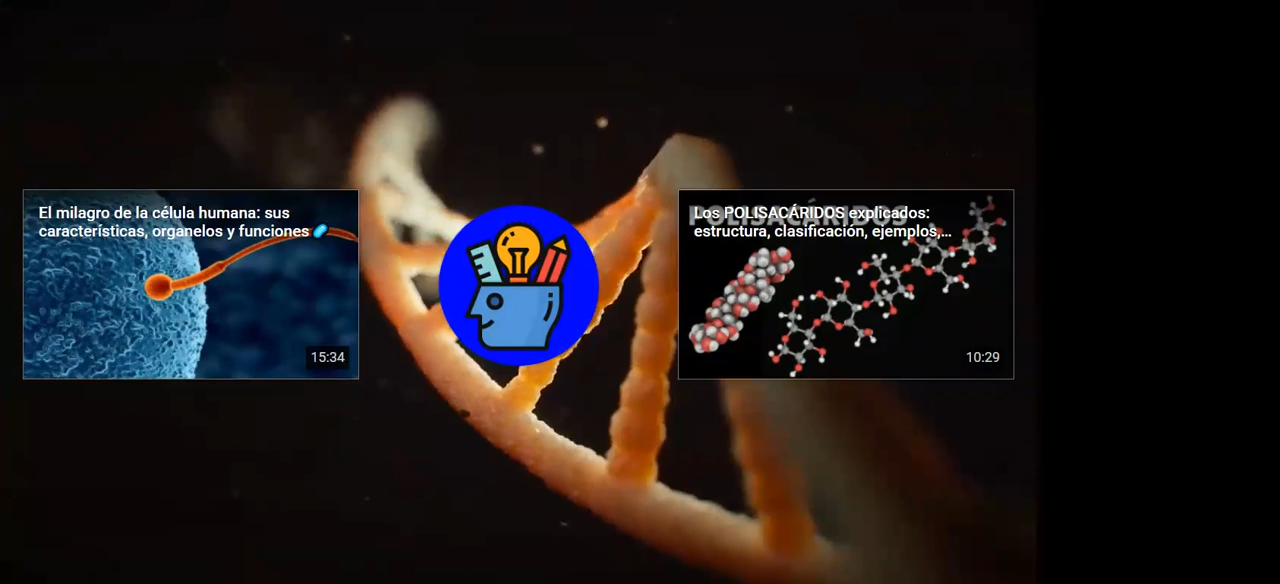 El milagro de la célula humana: sus
características, organelos y funciones
15:34
POLISACÁRIDOS
Los POLISACÁRIDOS explicados:
estructura, clasificación, ejemplos,...
10:29